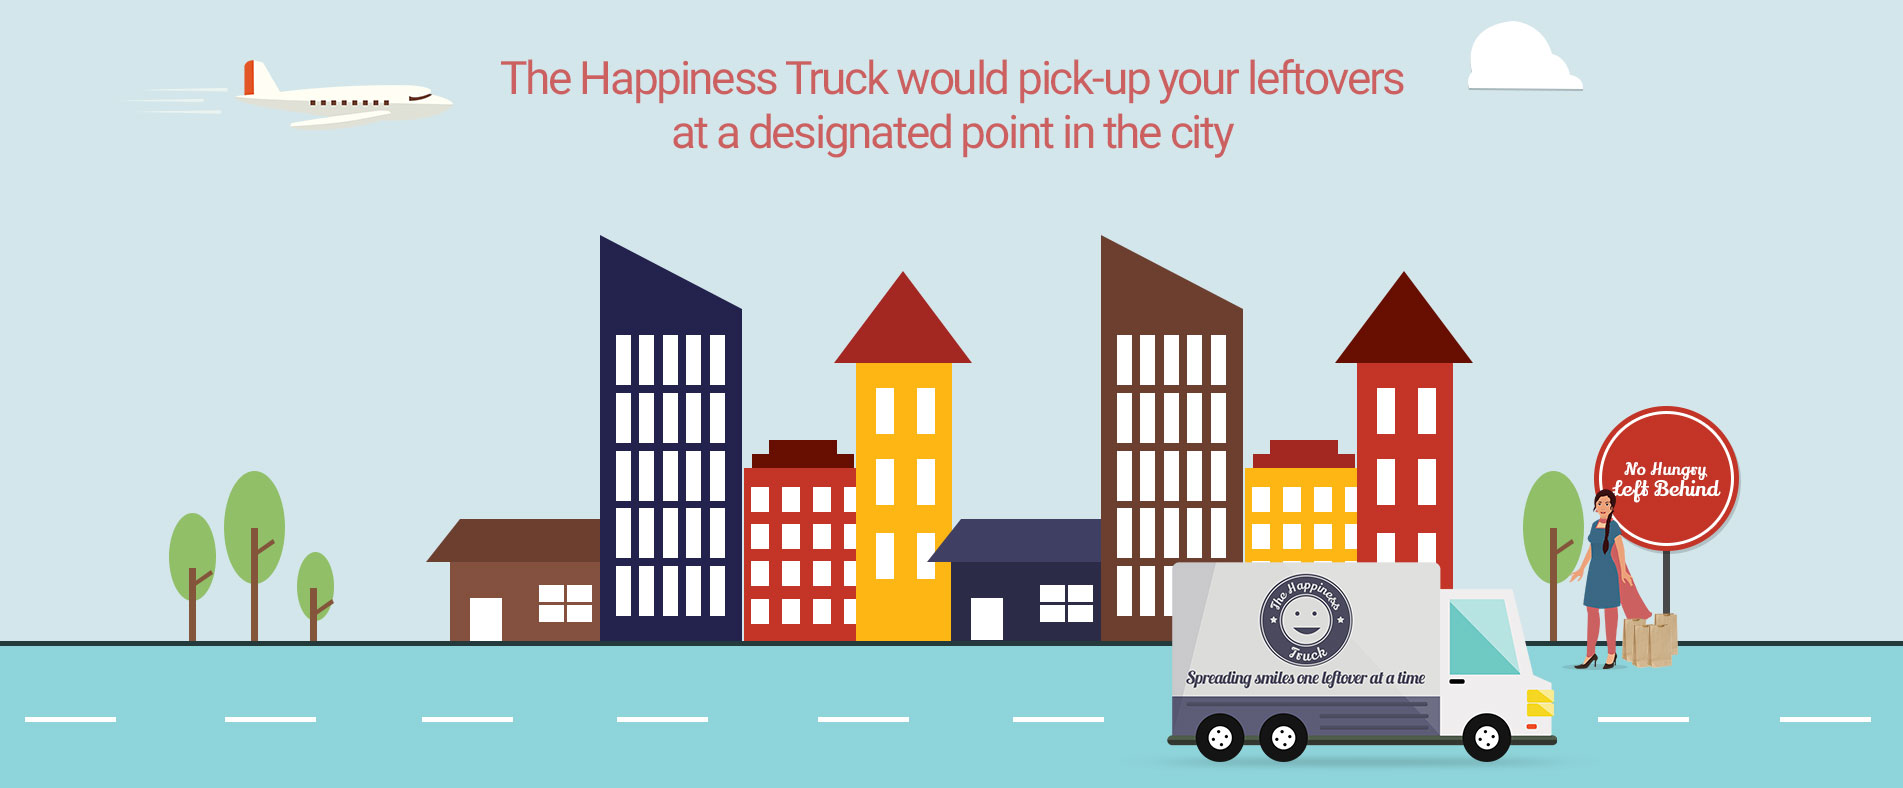 The Happiness Truck would pick-up your leftovers
at a designated point in the city
No Hungry
Left Behind
The Happiness
Truck
Spreading smiles one leftover at a time